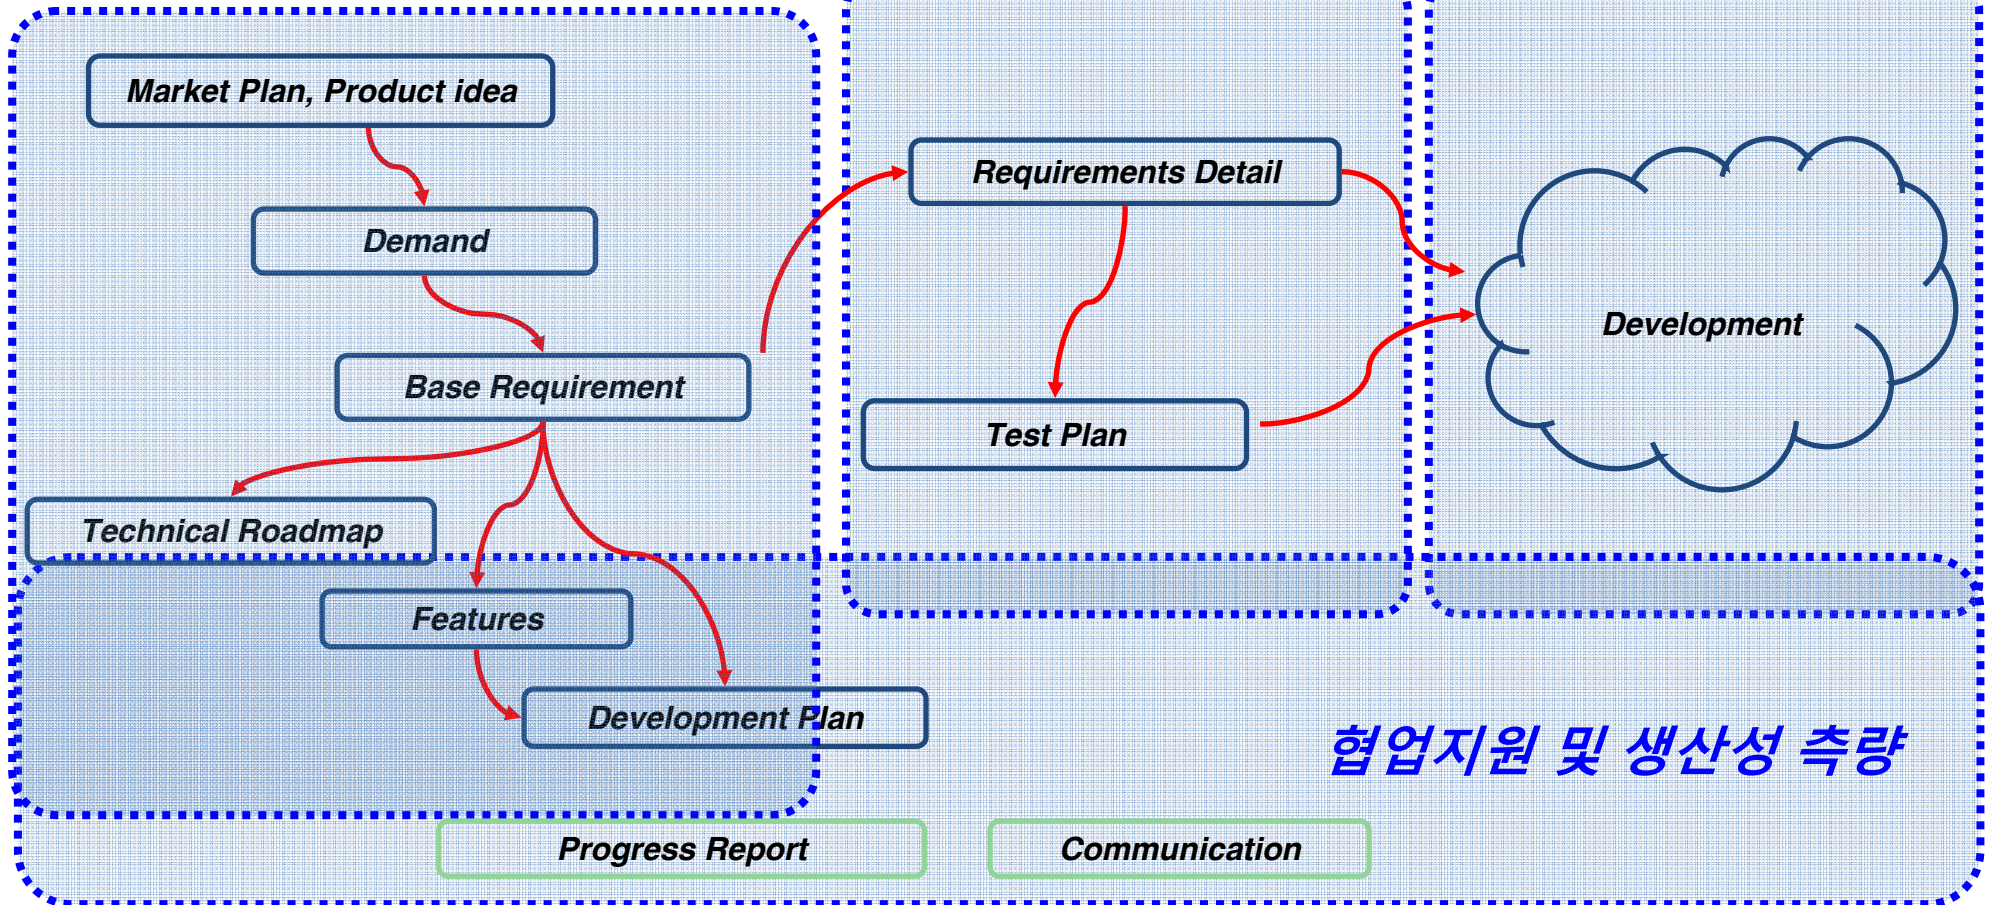 Market Plan, Product idea
Demand
Base Requirement
Technical Roadmap
Features
Development Plan
Requirements Detail
Test Plan
Development
협업지원 및 생산성 측량
Progress Report
Communication